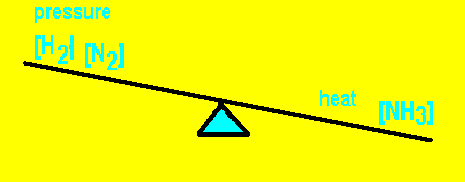 pressure
[H2] [N2]
heat
[NH3]